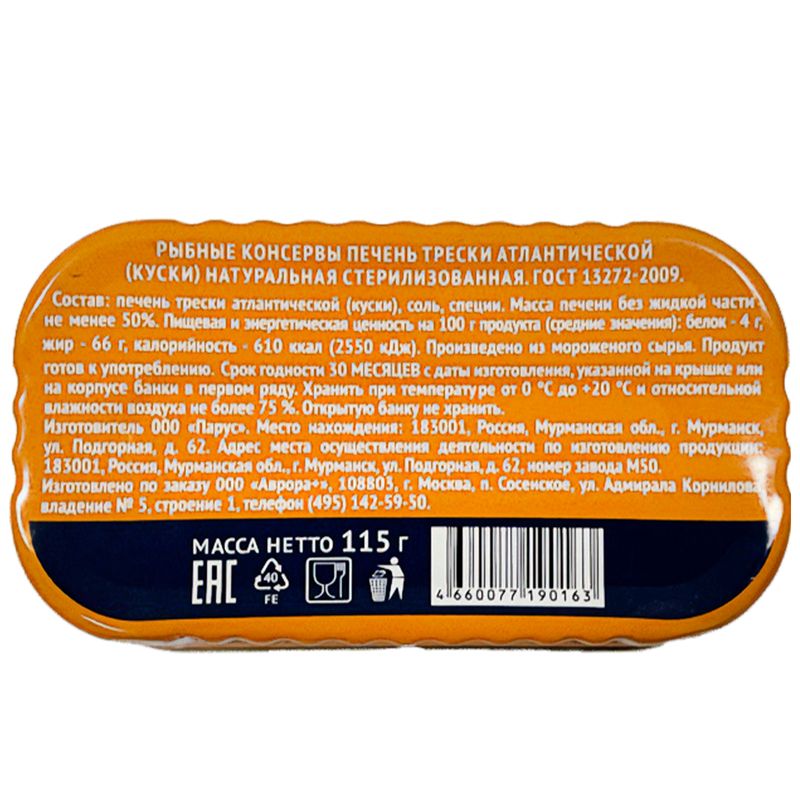 РЫБНЫЕ КОНСЕРВЫ ПЕЧЕНЬ ТРЕСКИ АТЛАНТИЧЕСКОЙ
(КУСКИ) НАТУРАЛЬНАЯ СТЕРИЛИЗОВАННАЯ. ГОСТ 13272-2009.
Состав: печень трески атлантической (куски), соль, специи. Масса печени без жидкой части-
не менее 50%. Пищевая и энергетическая ценность на 100 г продукта (средние значения): белок - 4 г,
жир - 66 г, калорийность - 610 ккал (2550 кДж). Произведено из мороженого сырья. Продукт
готов к употреблению. Срок годности 30 МЕСЯЦЕВ с даты изготовления, указанной на крышке или
на корпусе банки в первом ряду. Хранить при температуре от 0 °С до +20 °С и относительной
влажности воздуха не более 75 %. Открытую банку не хранить.
Изготовитель ООО «Парус». Место нахождения: 183001, Россия, Мурманская обл., г. Мурманск,
ул. Подгорная, д. 62. Адрес места осуществления деятельности по изготовлению продукции:
183001, Россия, Мурманская обл., г. Мурманск, ул. Подгорная, д. 62, номер завода М50.
Изготовлено по заказу ООО «Аврора+», 108803, г. Москва, п. Сосенское, ул. Адмирала Корнилова,
владение № 5, строение 1, телефон (495) 142-59-50.
МАССА НЕТТО 115 г
ЕАС 40
FE
4 660077 190163